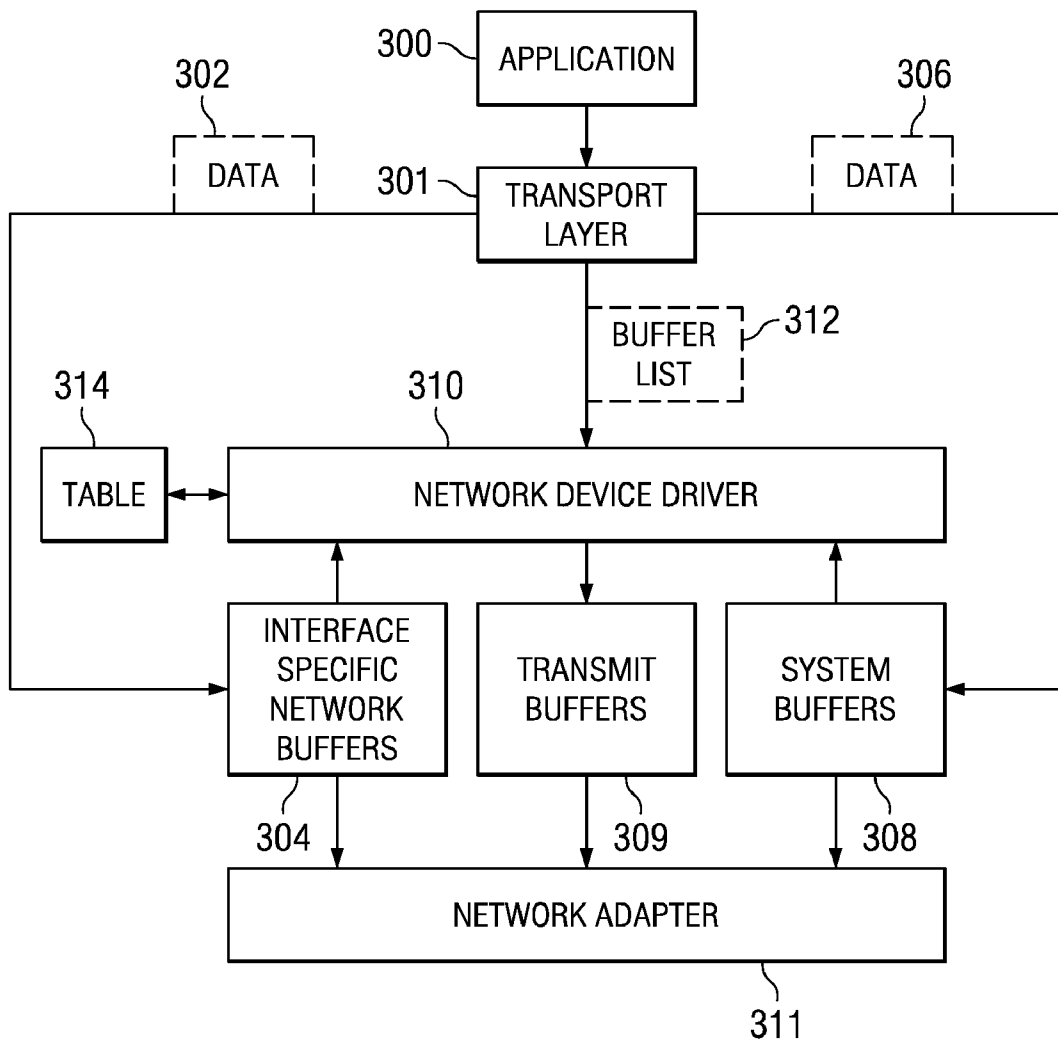 300
APPLICATION
302
DATA
306
DATA
301
TRANSPORT
LAYER
BUFFER
LIST
312
314
TABLE
310
NETWORK DEVICE DRIVER
INTERFACE
SPECIFIC
NETWORK
BUFFERS
304
TRANSMIT
BUFFERS
309
SYSTEM
BUFFERS
308
NETWORK ADAPTER
311